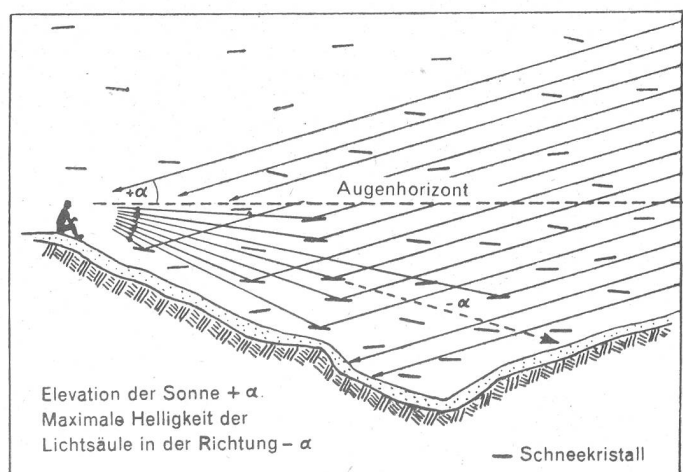 +α
Augenhorizont
- α
Elevation der Sonne + α.
Maximale Helligkeit der
Lichtsäule in der Richtung - α
— Schneekristall